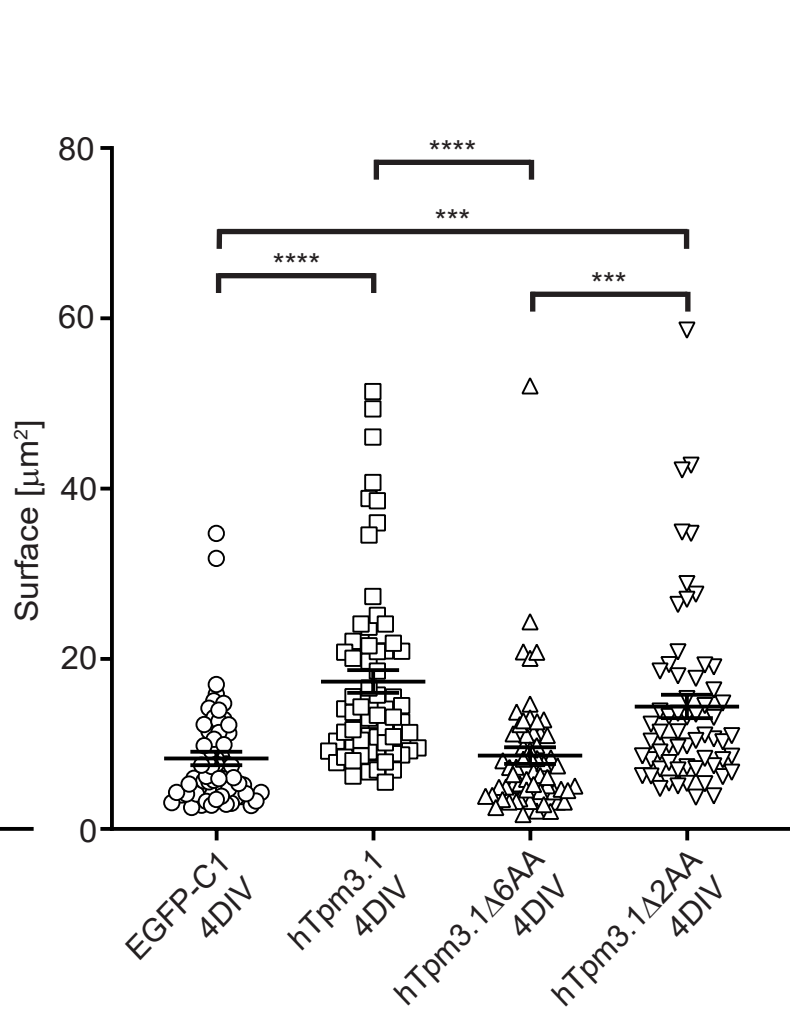 80
60
40
20
0
Surface [μm²]
****
***
****
***
EGFP-C1
4DIV
hTpm3.1
4DIV
hTpm3.1Δ6AA
4DIV
hTpm3.1Δ2AA
4DIV